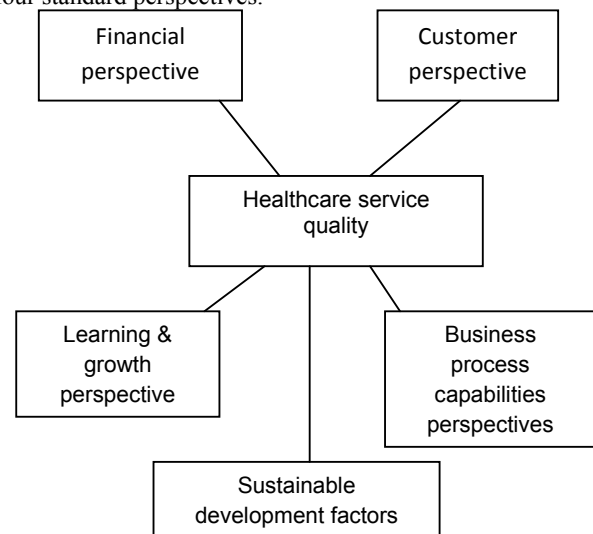 four standard perspectives.
Financial
perspective
Customer
perspective
Healthcare service
quality
Learning &
growth
perspective
Business
process
capabilities
perspectives
Sustainable
development factors